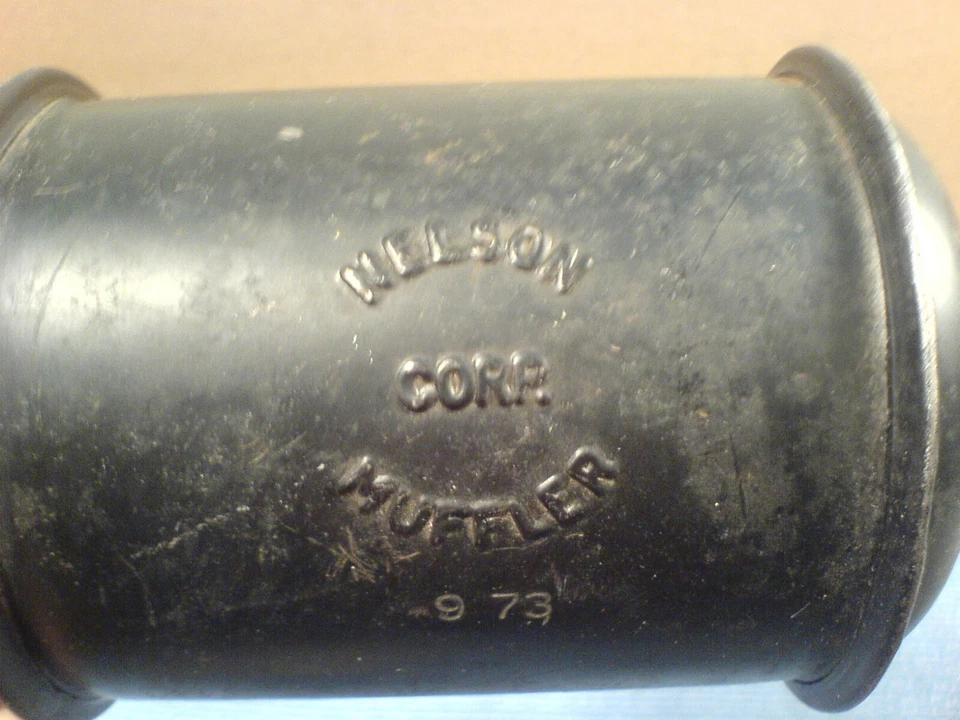 NELSON
CORP.
MUFFLER
9 73